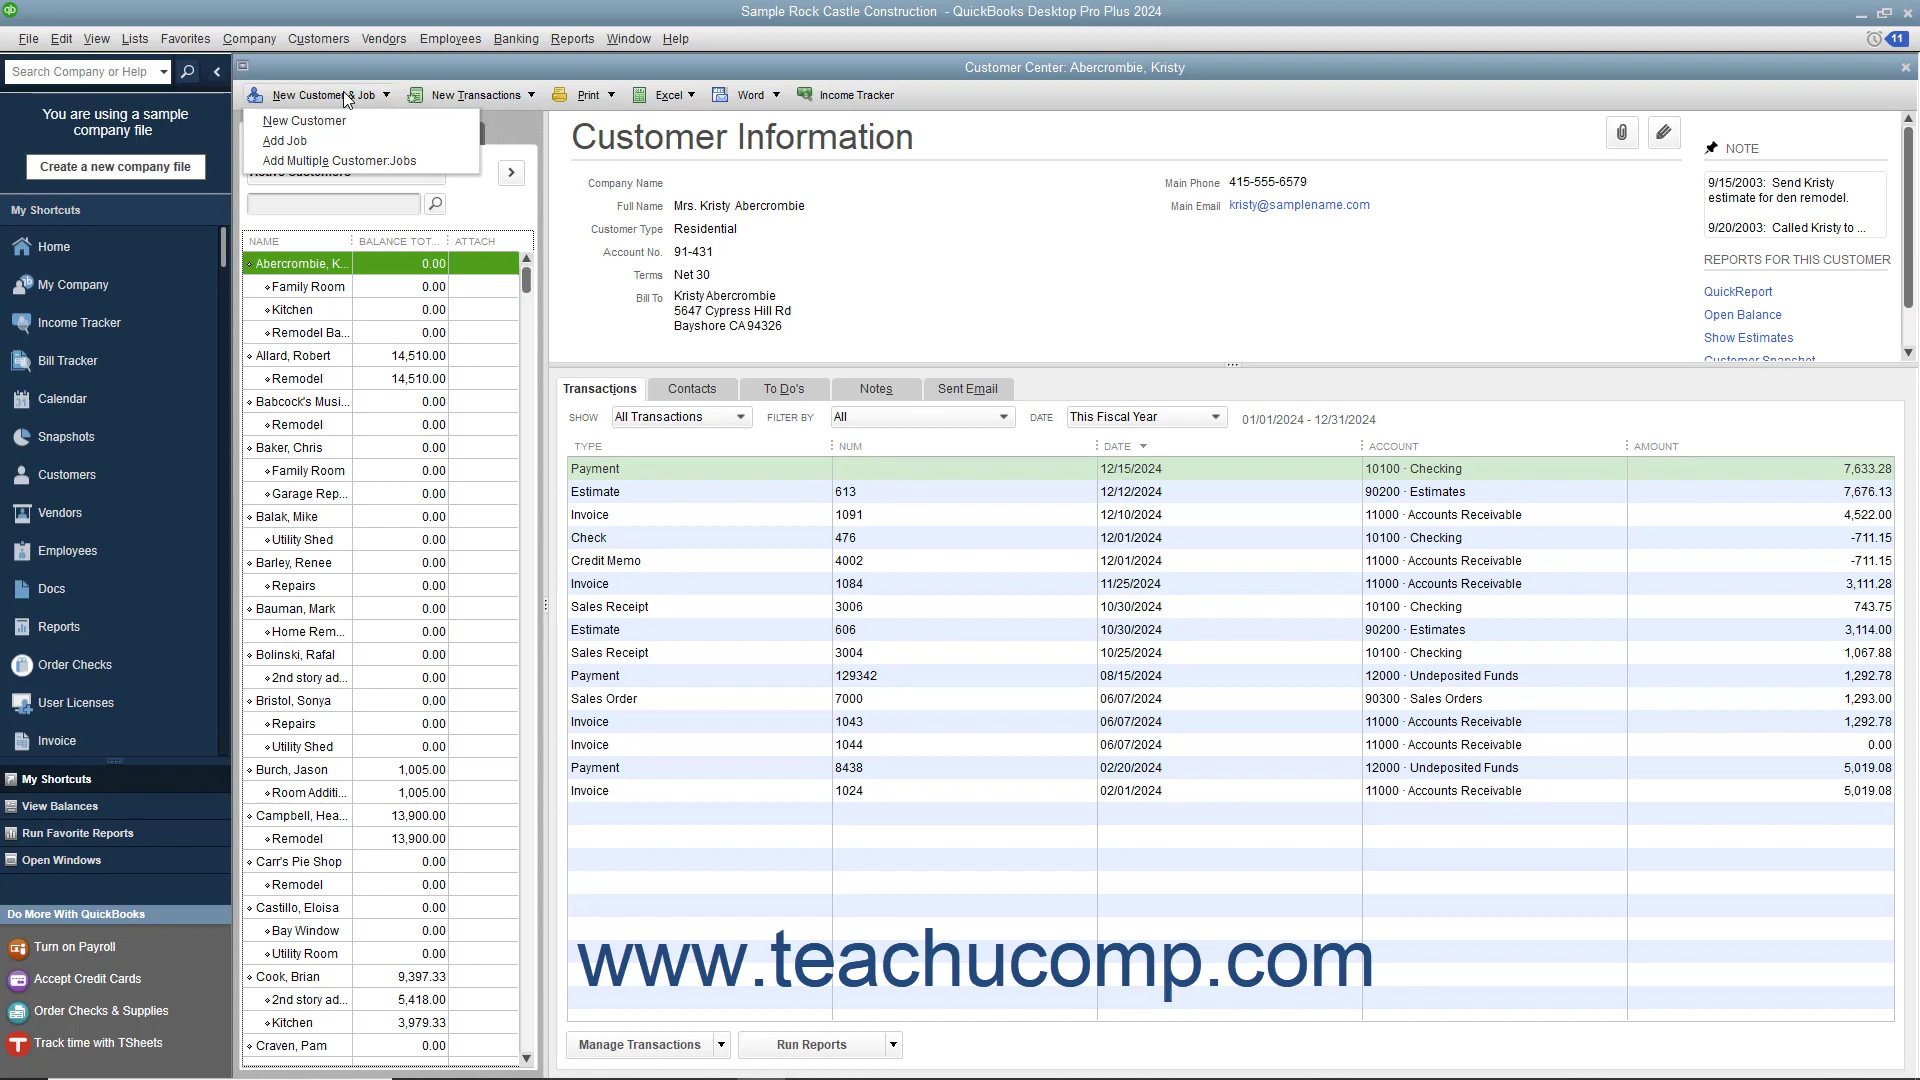 Sample Rock Castle Construction - QuickBooks Desktop Pro Plus 2024
File Edit View Lists Favorites Company Customers Vendors Employees Banking Reports Window Help
11
Search Company or Help
Customer Center: Abercrombie, Kristy
New Customer & Job New Transactions Print Excel Word Income Tracker
New Customer
Add Job
Add Multiple Customer:Jobs
You are using a sample
company file
Create a new company file
My Shortcuts
Home
My Company
Income Tracker
Bill Tracker
Calendar
Snapshots
Customers
Vendors
Employees
Docs
Reports
Order Checks
User Licenses
Invoice
My Shortcuts
View Balances
Run Favorite Reports
Open Windows
Do More With QuickBooks
Turn on Payroll
Accept Credit Cards
Order Checks & Supplies
Track time with TSheets
Active Customers
NAME BALANCE TOT... ATTACH
Abercrombie, K... 0.00
Family Room 0.00
Kitchen 0.00
Remodel Ba... 0.00
Allard, Robert 14,510.00
Remodel 14,510.00
Babcock's Musi... 0.00
Remodel 0.00
Baker, Chris 0.00
Family Room 0.00
Garage Rep... 0.00
Balak, Mike 0.00
Utility Shed 0.00
Barley, Renee 0.00
Repairs 0.00
Bauman, Mark 0.00
Home Rem... 0.00
Bolinski, Rafal 0.00
2nd story ad... 0.00
Bristol, Sonya 0.00
Repairs 0.00
Utility Shed 0.00
Burch, Jason 1,005.00
Room Additi... 1,005.00
Campbell, Hea... 13,900.00
Remodel 13,900.00
Carr's Pie Shop 0.00
Remodel 0.00
Castillo, Eloisa 0.00
Bay Window 0.00
Utility Room 0.00
Cook, Brian 9,397.33
2nd story ad... 5,418.00
Kitchen 3,979.33
Craven, Pam 0.00
Customer Information
Company Name
Full Name Mrs. Kristy Abercrombie
Customer Type Residential
Account No. 91-431
Terms Net 30
Bill To Kristy Abercrombie
5647 Cypress Hill Rd
Bayshore CA 94326
Main Phone 415-555-6579
Main Email kristy@samplename.com
NOTE
9/15/2003: Send Kristy
estimate for den remodel.
9/20/2003: Called Kristy to ...
REPORTS FOR THIS CUSTOMER
QuickReport
Open Balance
Show Estimates
Customer Snapshot
Transactions Contacts To Do's Notes Sent Email
SHOW All Transactions FILTER BY All DATE This Fiscal Year 01/01/2024 - 12/31/2024
TYPE NUM DATE ACCOUNT AMOUNT
Payment 12/15/2024 10100 · Checking 7,633.28
Estimate 613 12/12/2024 90200 · Estimates 7,676.13
Invoice 1091 12/10/2024 11000 · Accounts Receivable 4,522.00
Check 476 12/01/2024 10100 · Checking -711.15
Credit Memo 4002 12/01/2024 11000 · Accounts Receivable -711.15
Invoice 1084 11/25/2024 11000 · Accounts Receivable 3,111.28
Sales Receipt 3006 10/30/2024 10100 · Checking 743.75
Estimate 606 10/30/2024 90200 · Estimates 3,114.00
Sales Receipt 3004 10/25/2024 10100 · Checking 1,067.88
Payment 129342 08/15/2024 12000 · Undeposited Funds 1,292.78
Sales Order 7000 06/07/2024 90300 · Sales Orders 1,293.00
Invoice 1043 06/07/2024 11000 · Accounts Receivable 1,292.78
Invoice 1044 06/07/2024 11000 · Accounts Receivable 0.00
Payment 8438 02/20/2024 12000 · Undeposited Funds 5,019.08
Invoice 1024 02/01/2024 11000 · Accounts Receivable 5,019.08
www.teachucomp.com
Manage Transactions Run Reports